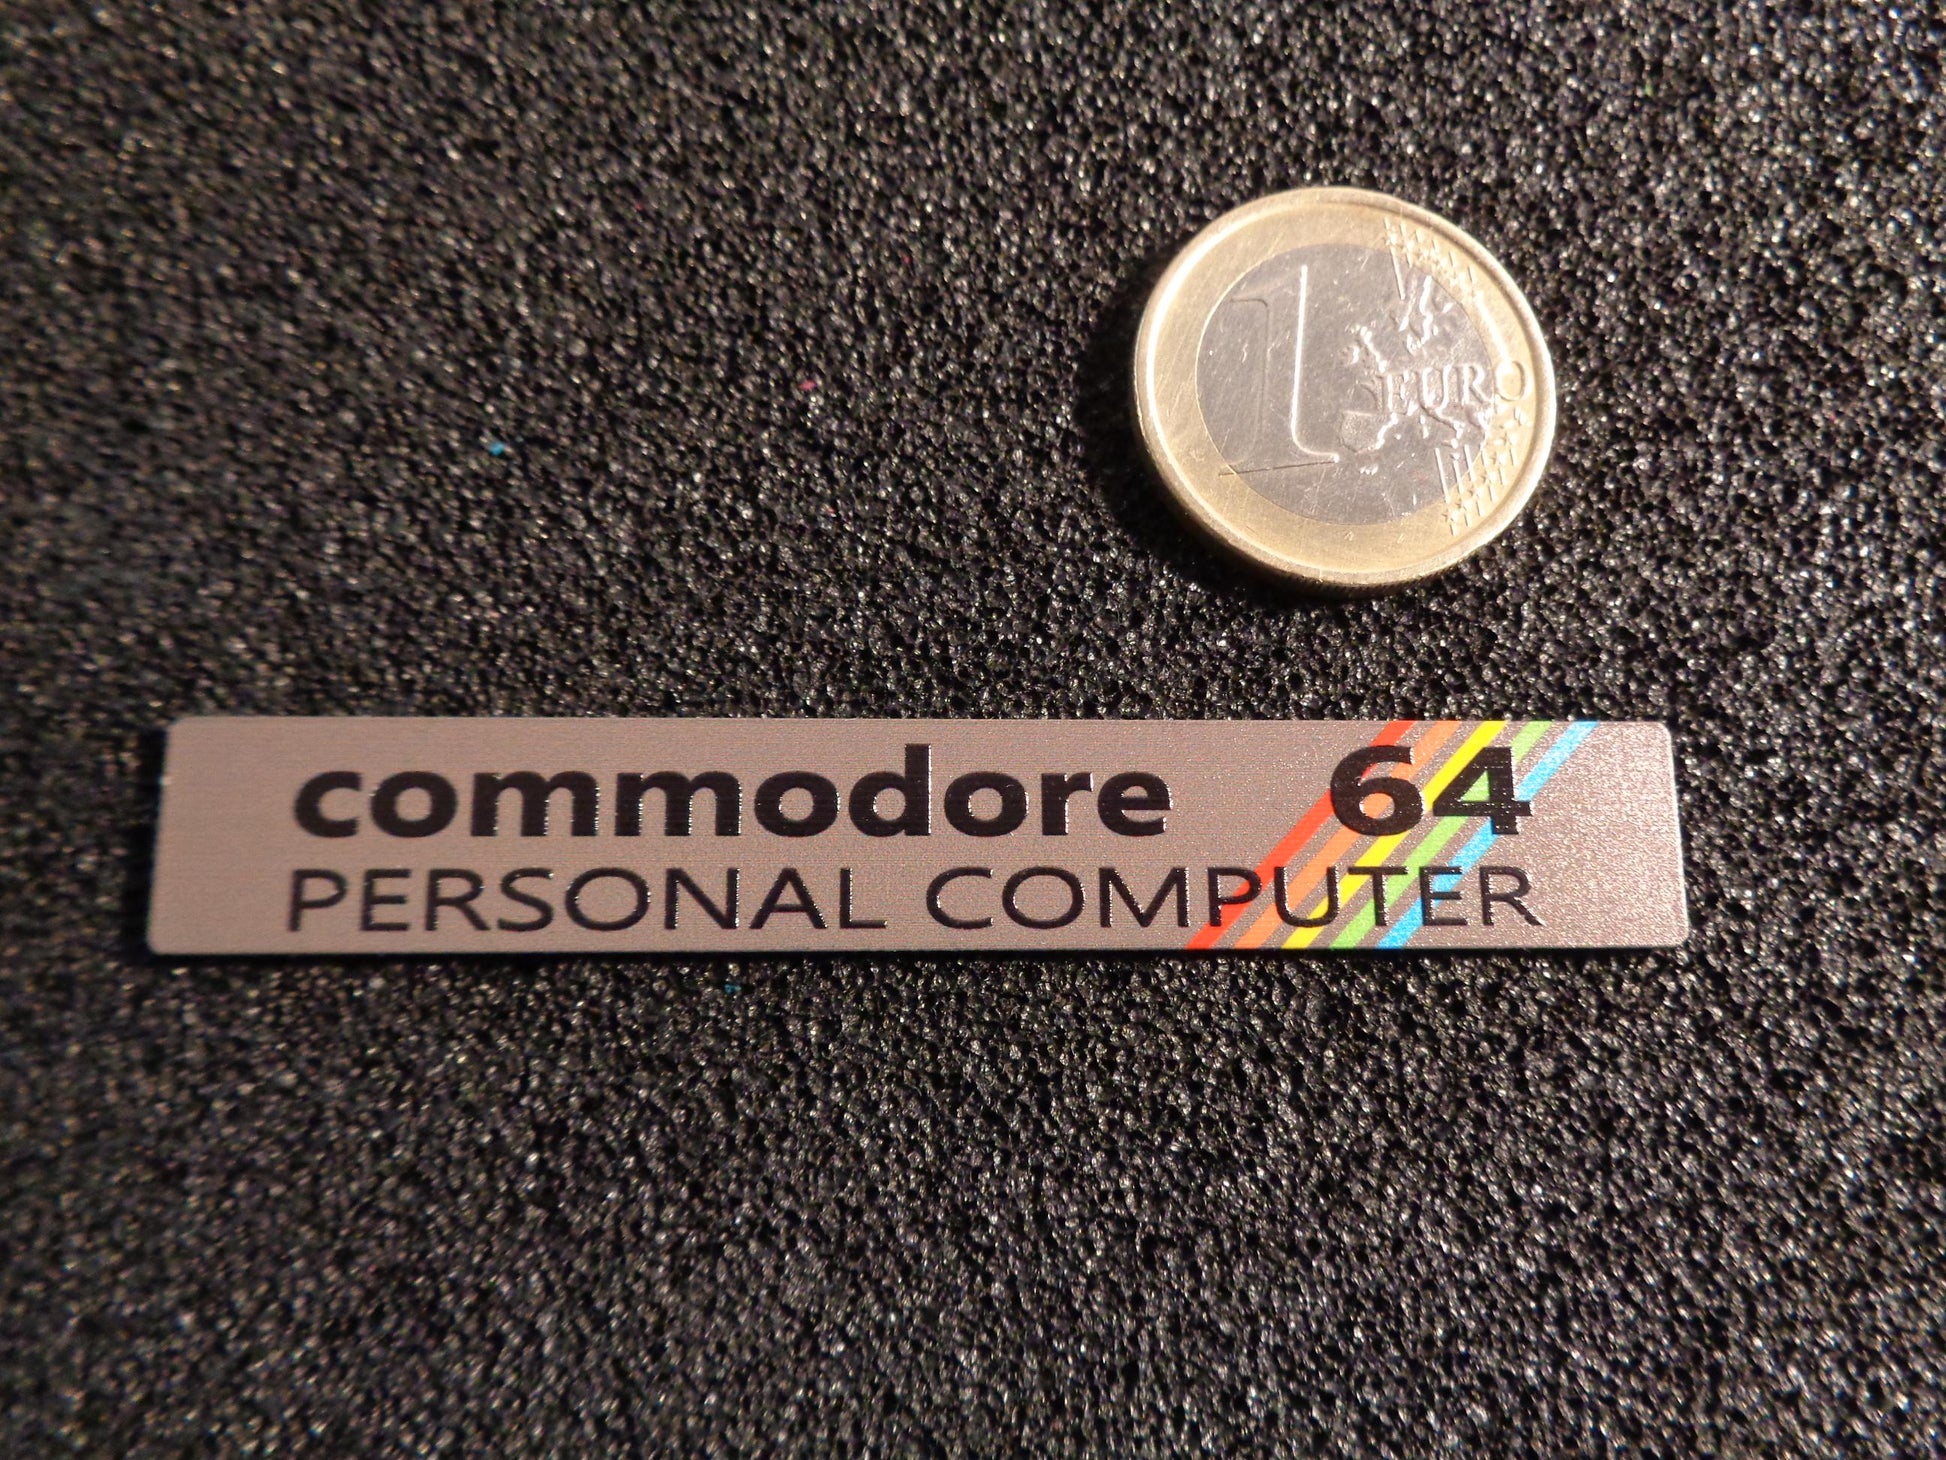 1 EURO
commodore 64
PERSONAL COMPUTER